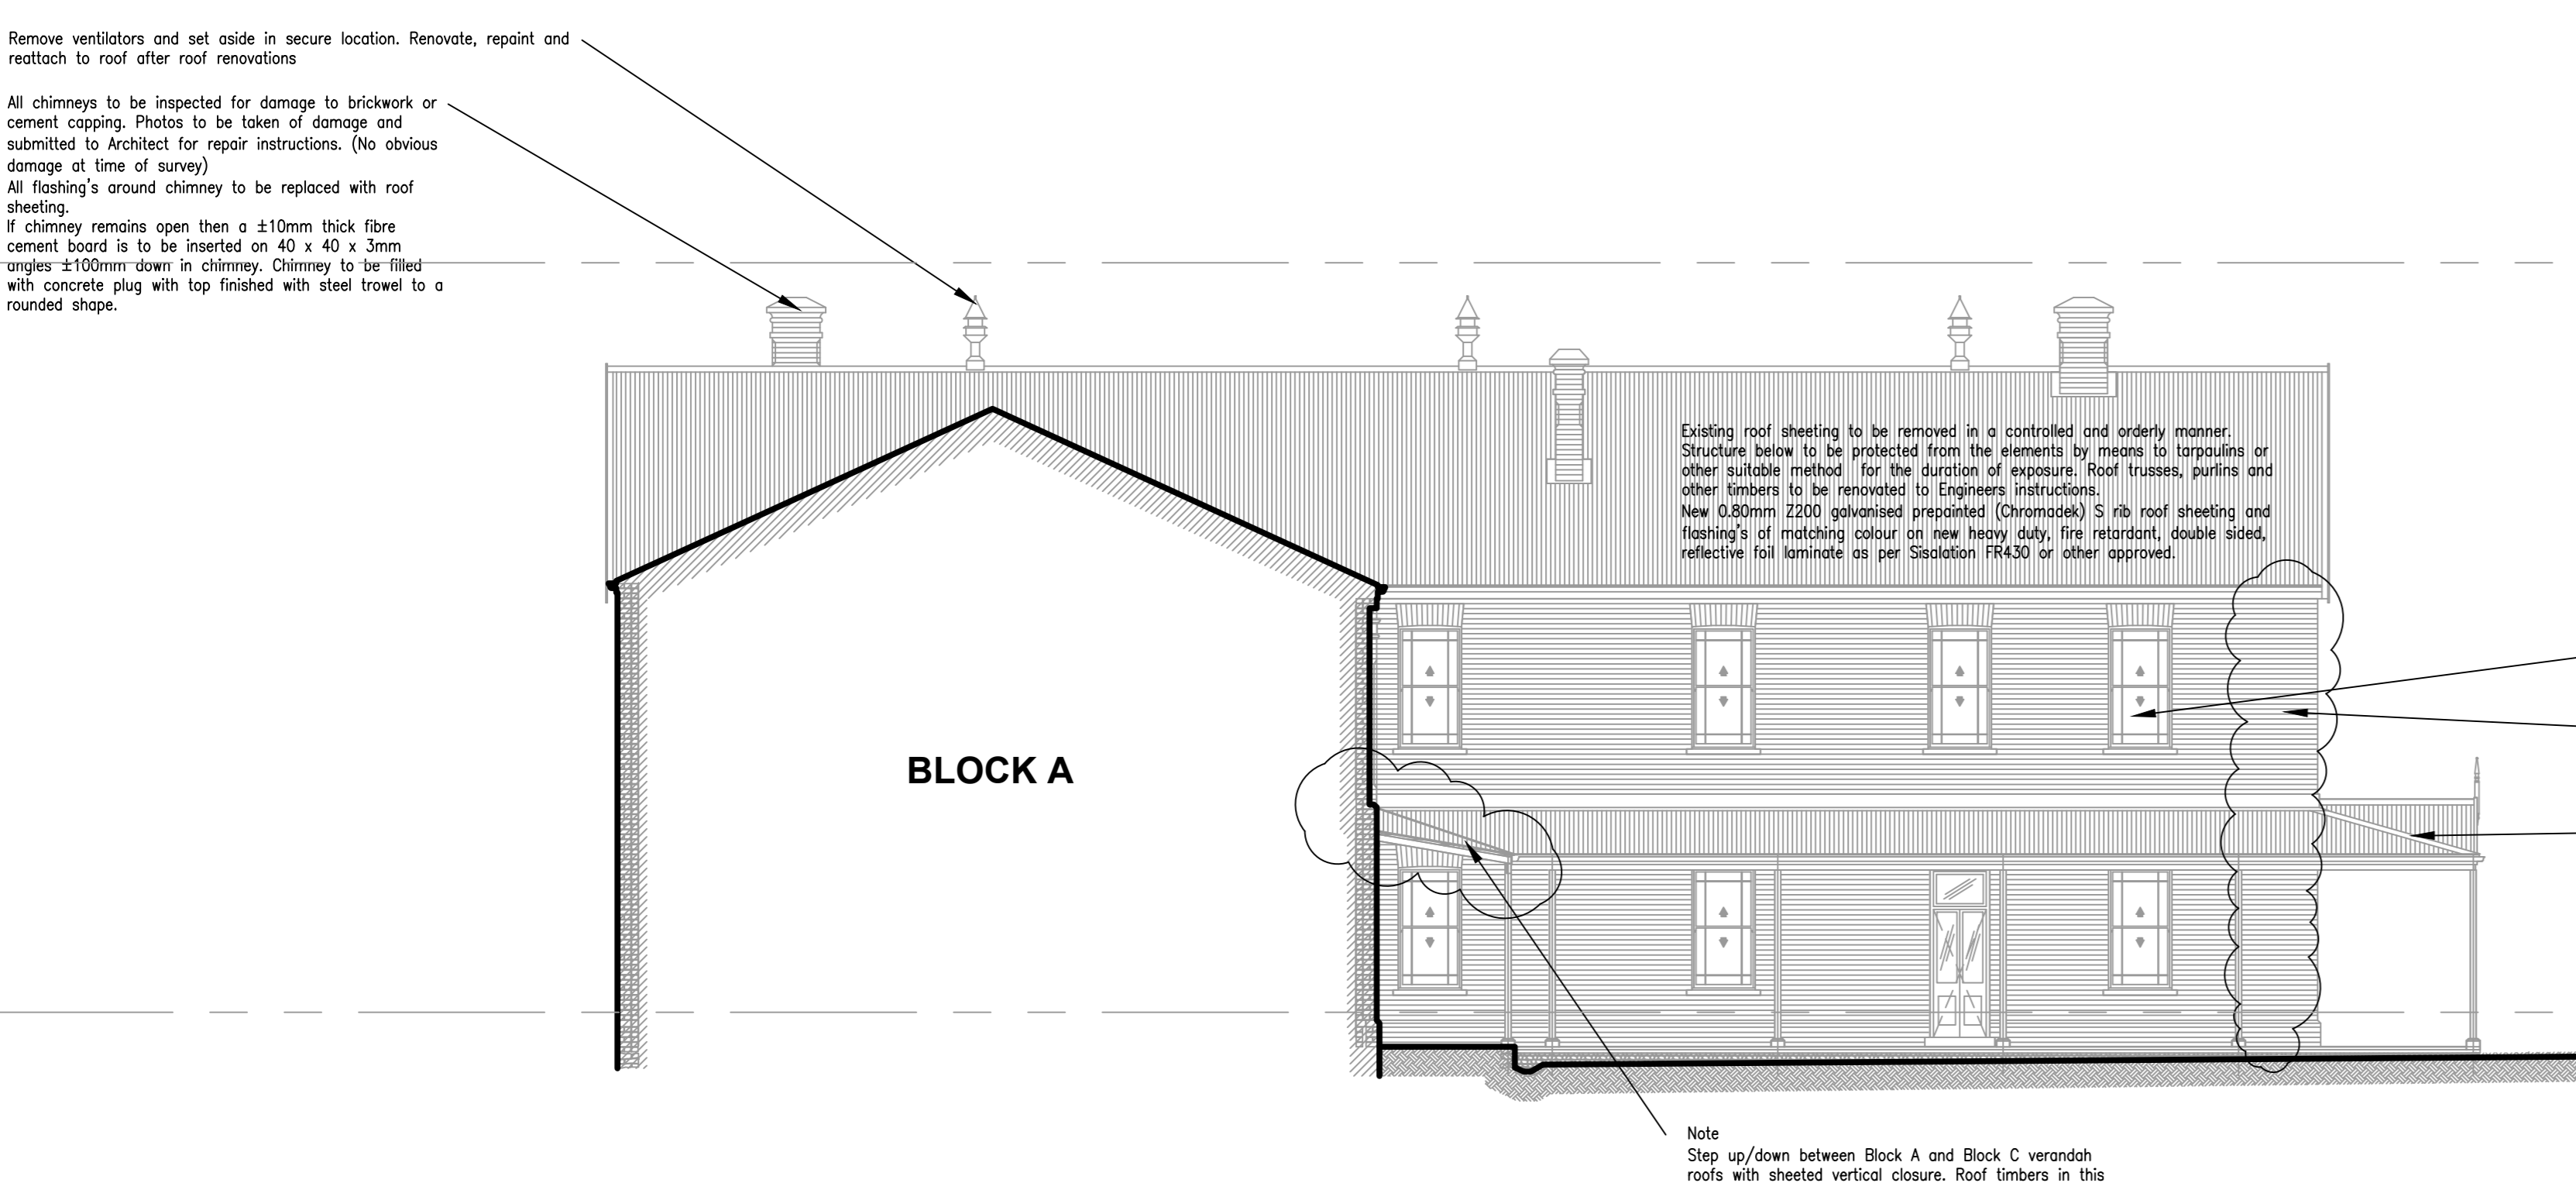 Remove ventilators and set aside in secure location. Renovate, repaint and
reattach to roof after roof renovations
All chimneys to be inspected for damage to brickwork or
cement capping. Photos to be taken of damage and
submitted to Architect for repair instructions. (No obvious
damage at time of survey)
All flashing's around chimney to be replaced with roof
sheeting.
If chimney remains open then a ±10mm thick fibre
cement board is to be inserted on 40 x 40 x 3mm
angles ±100mm down in chimney. Chimney to be filled
with concrete plug with top finished with steel trowel to a
rounded shape.
Existing roof sheeting to be removed in a controlled and orderly manner.
Structure below to be protected from the elements by means to tarpaulins or
other suitable method for the duration of exposure. Roof trusses, purlins and
other timbers to be renovated to Engineers instructions.
New 0.80mm Z200 galvanised prepainted (Chromadek) S rib roof sheeting and
flashing's of matching colour on new heavy duty, fire retardant, double sided,
reflective foil laminate as per Sisalation FR430 or other approved.
BLOCK A
Note
Step up/down between Block A and Block C verandah
roofs with sheeted vertical closure. Roof timbers in this